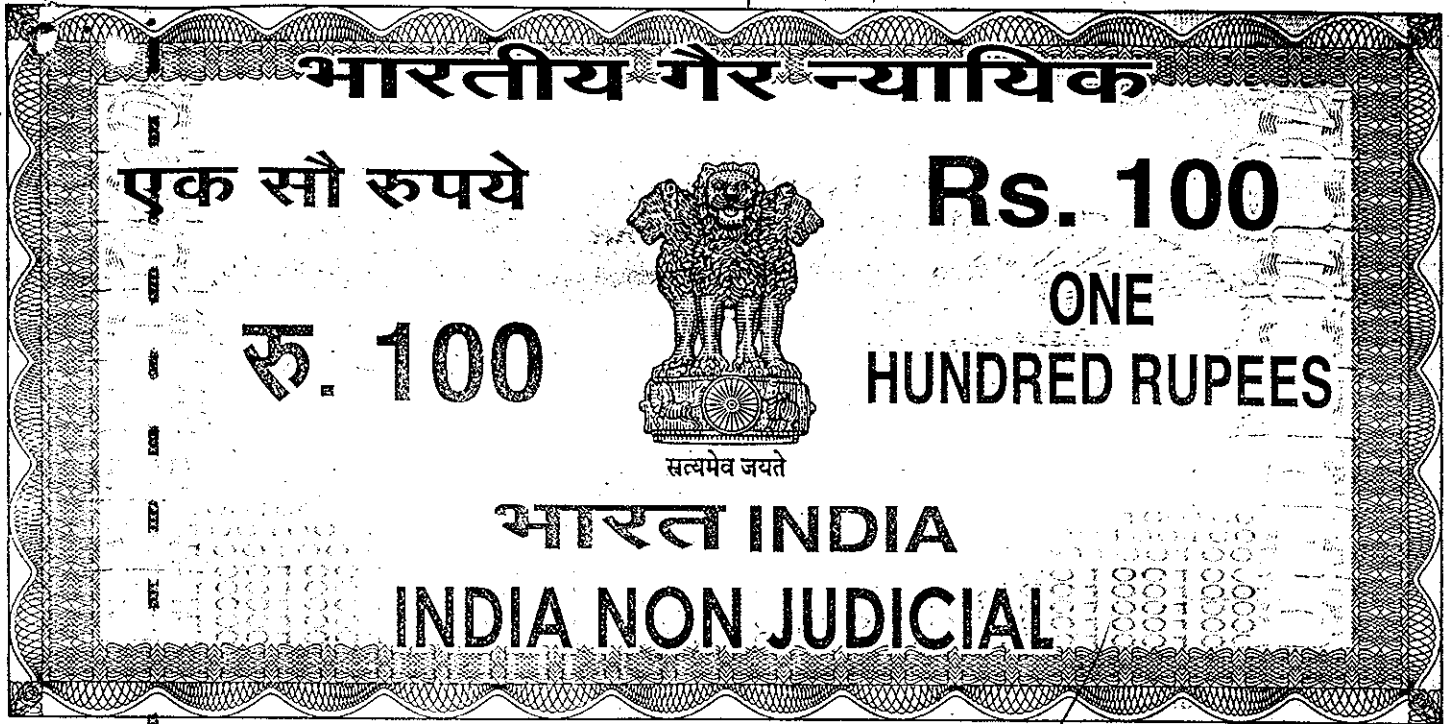 भारतीय गैर न्यायिक
एक सौ रुपये
Rs. 100
रु. 100
ONE
HUNDRED RUPEES
सत्यमेव जयते
भारत INDIA
INDIA NON JUDICIAL